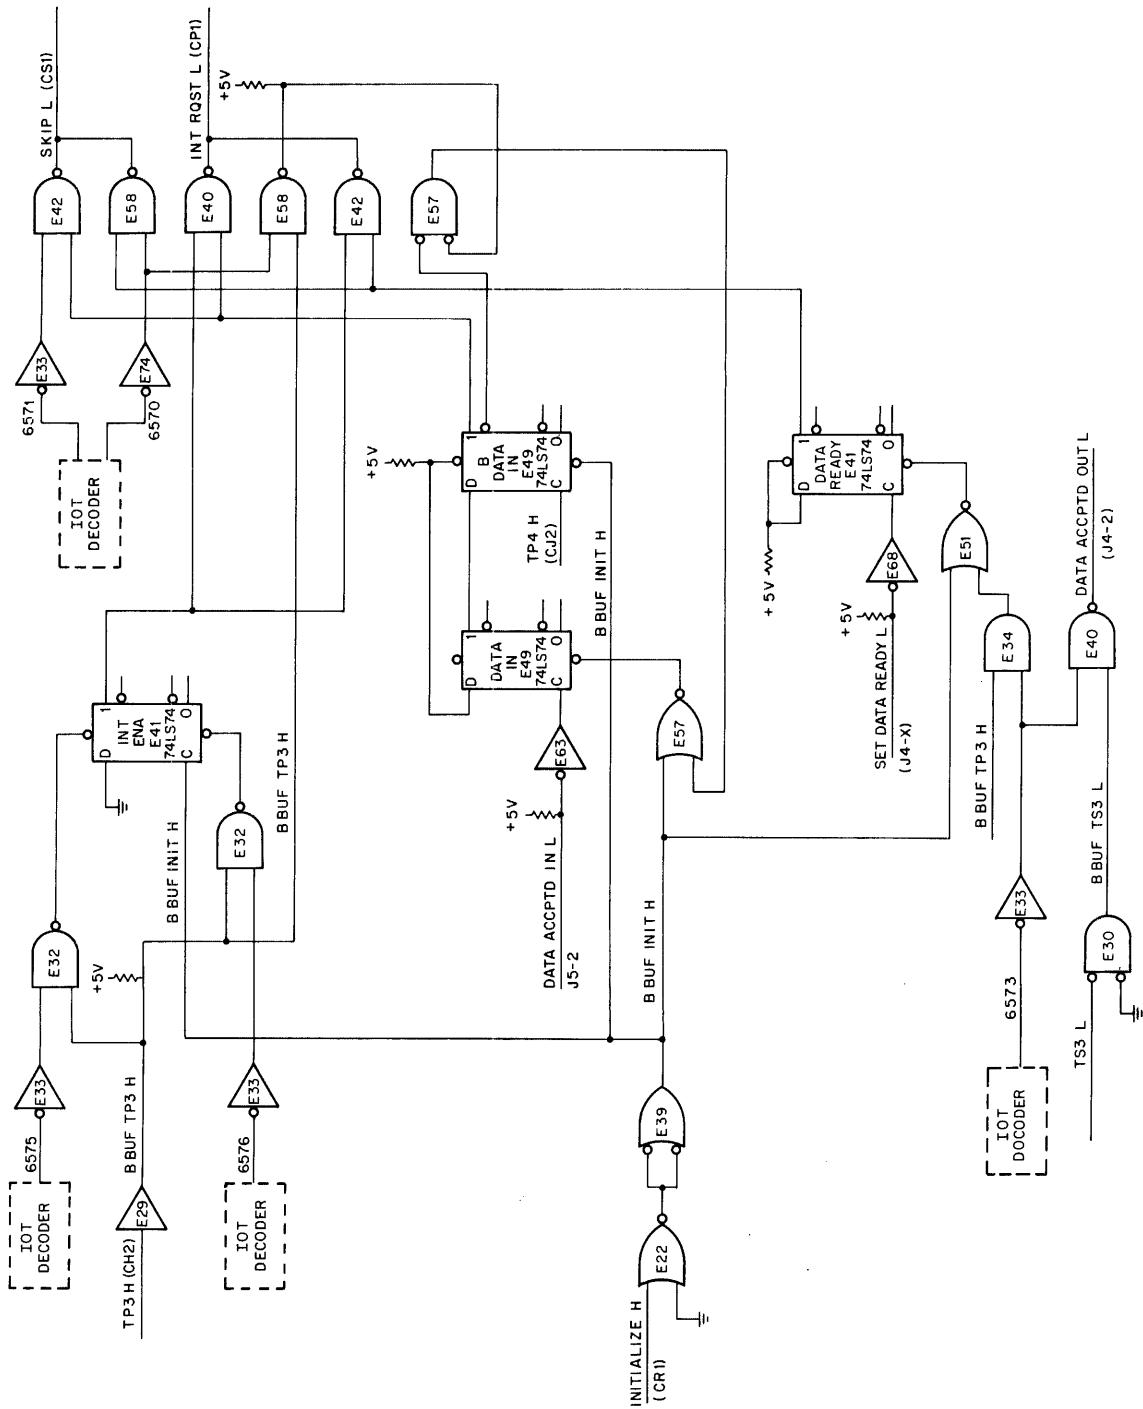 SKIP L (CS1)
INT RQST L (CP1)
+5V
E42
E58
E40
E58
E42
E57
E33
E74
6571
6570
IOT
DECODER
+5V
1
D
B
DATA
IN
E49
74LS74
C
0
TP4 H
(CJ2)
B BUF INIT H
1
D
DATA
IN
E49
74LS74
C
0
E63
+5V
DATA ACCPTD IN L
J5-2
1
D
INT
ENA
E41
74LS74
C
0
B BUF INIT H
E32
B BUF TP3 H
E32
+5V
E33
E33
6575
B BUF TP3 H
6576
IOT
DECODER
E29
IOT
DECODER
TP3 H (CH2)
E57
B BUF INIT H
E39
E22
INITIALIZE H
(CR1)
1
D
DATA
READY
E41
74LS74
C
0
+5V
+5V
E68
SET DATA READY L
(J4-X)
E51
E34
E40
DATA ACCPTD OUT L
(J4-2)
B BUF TP3 H
B BUF TS3 L
E33
E30
6573
TS3 L
IOT
DOCODER